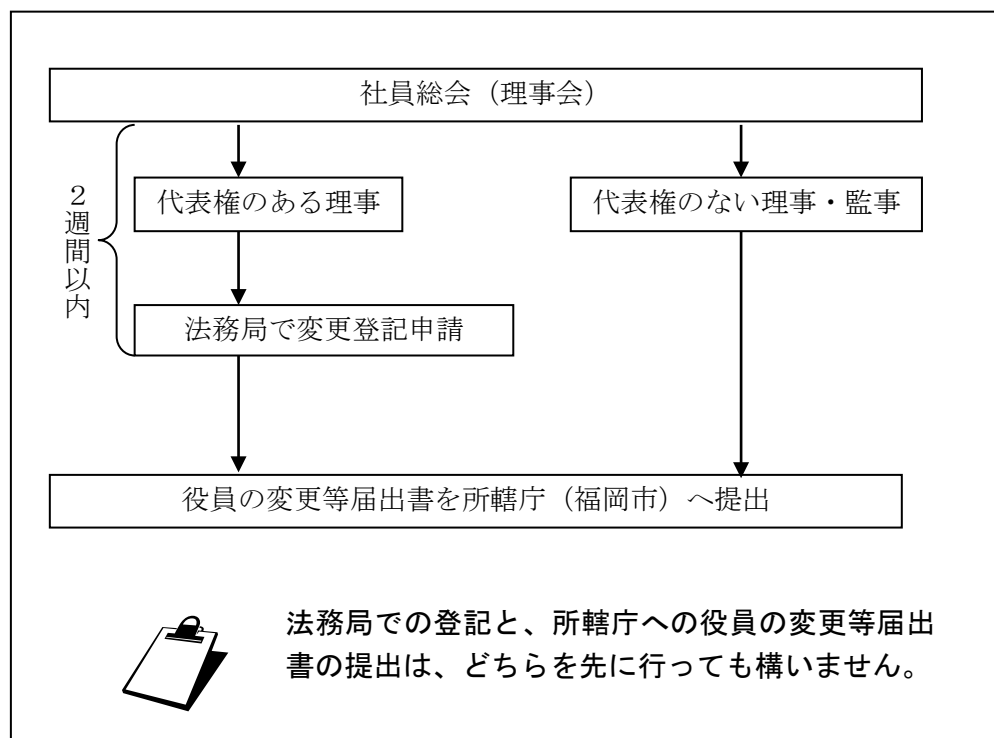 社員総会（理事会）
２週間以内
代表権のある理事
代表権のない理事・監事
法務局で変更登記申請
役員の変更等届出書を所轄庁（福岡市）へ提出
法務局での登記と、所轄庁への役員の変更等届出
書の提出は、どちらを先に行っても構いません。